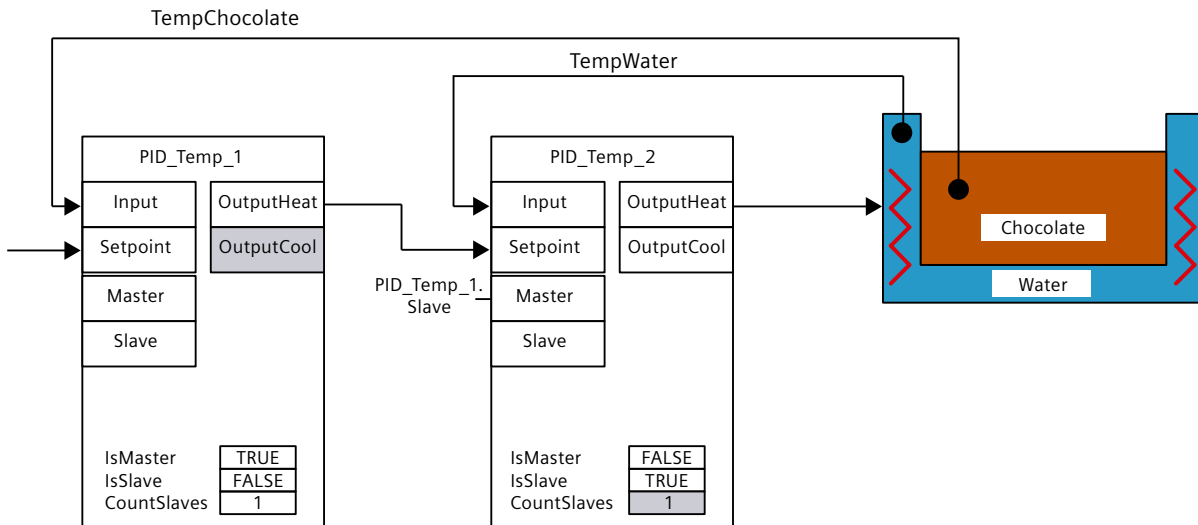 TempChocolate
TempWater
PID_Temp_1
Input
OutputHeat
Setpoint
OutputCool
Master
Slave
IsMaster TRUE
IsSlave FALSE
CountSlaves 1
PID_Temp_2
Input
OutputHeat
Setpoint
OutputCool
PID_Temp_1.
Slave
Master
Slave
IsMaster FALSE
IsSlave TRUE
CountSlaves 1
Chocolate
Water